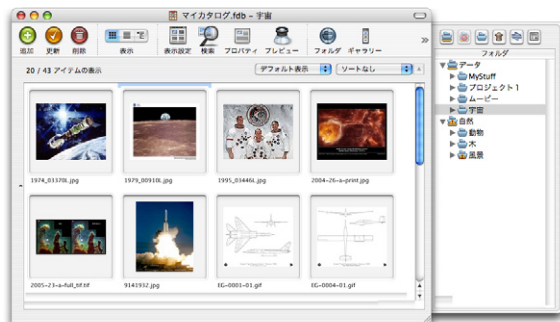 マイカタログ.fdb - 宇宙
追加 更新 削除 表示 表示設定 検索 プロパティ プレビュー フォルダ ギャラリー
20 / 43 アイテムの表示
デフォルト表示
ソートなし
1974_03370L.jpg
1979_00910L.jpg
1995_03446L.jpg
2004-26-a-print.jpg
2005-23-a-full_tif.tif
9141932.jpg
EG-0001-01.gif
EG-0004-01.gif
フォルダ
データ
MyStuff
プロジェクト1
ムービー
宇宙
自然
動物
木
風景